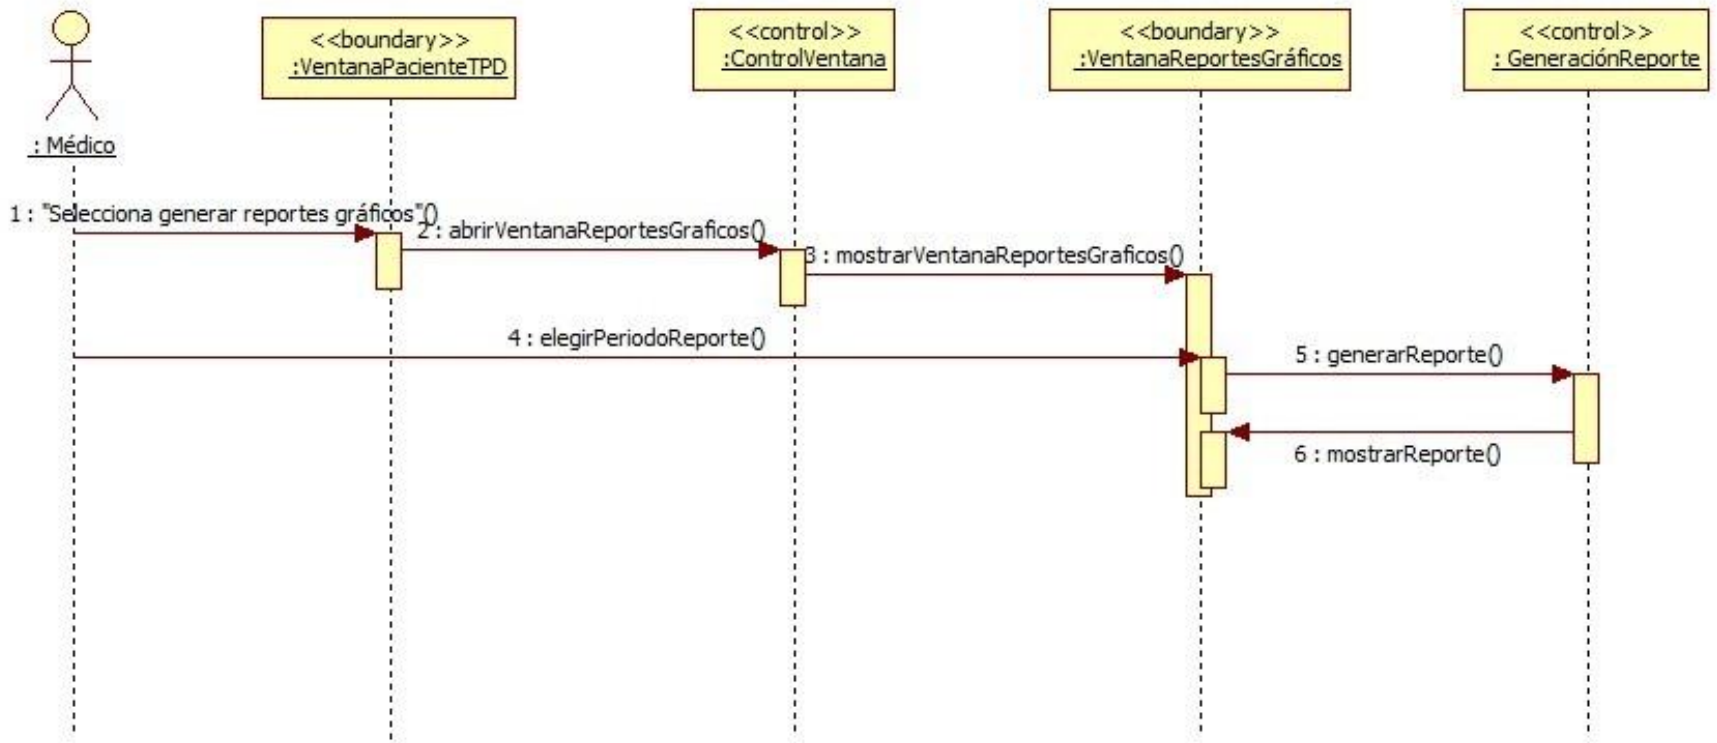 <<boundary>>
:VentanaPacienteTPD
<<control>>
:ControlVentana
<<boundary>>
:VentanaReportesGráficos
<<control>>
: GeneraciónReporte
: Médico
1 : "Selecciona generar reportes gráficos"()
2 : abrirVentanaReportesGraficos()
3 : mostrarVentanaReportesGraficos()
4 : elegirPeriodoReporte()
5 : generarReporte()
6 : mostrarReporte()